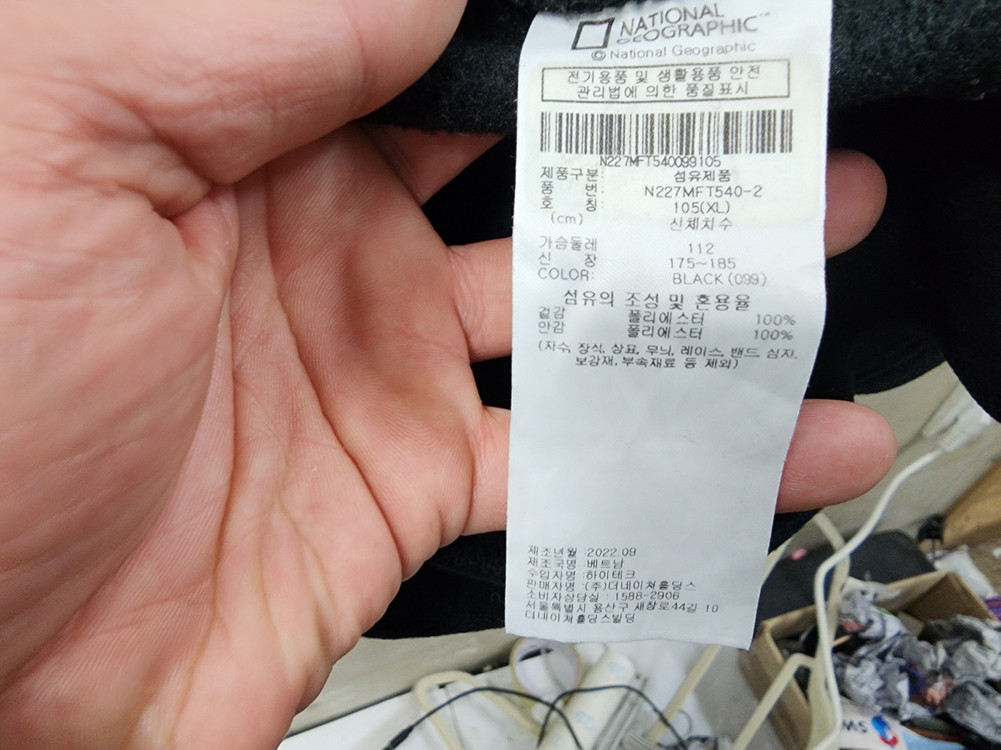 NATIONAL
GEOGRAPHIC™
© National Geographic
전기용품 및 생활용품 안전
관리법에 의한 품질표시
N227MFT540099105
제품구분: 섬유제품
품 번: N227MFT540-2
호 칭: 105(XL)
(cm) 신체치수
가슴둘레 112
신 장 175~185
COLOR: BLACK(099)
섬유의 조성 및 혼용율
겉감 폴리에스터 100%
안감 폴리에스터 100%
(자수, 장식, 상표, 무늬, 레이스, 밴드, 심지,
보강재, 부속재료 등 제외)
제조년월 :2022.09
제조국명 :베트남
수입자명 :하이테크
판매자명 :(주)더네이쳐홀딩스
소비자상담실 : 1588-2906
서울특별시 용산구 새창로44길 10
더네이쳐홀딩스빌딩
SW